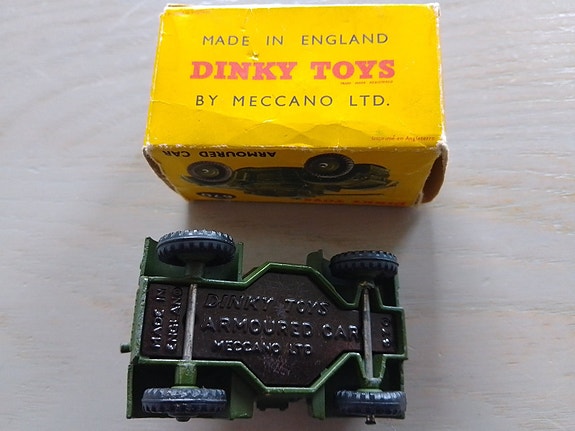 MADE IN ENGLAND
DINKY TOYS
BY MECCANO LTD.
ARMOURED CAR
MADE IN
ENGLAND
DINKY TOYS
ARMOURED CAR
MECCANO LTD